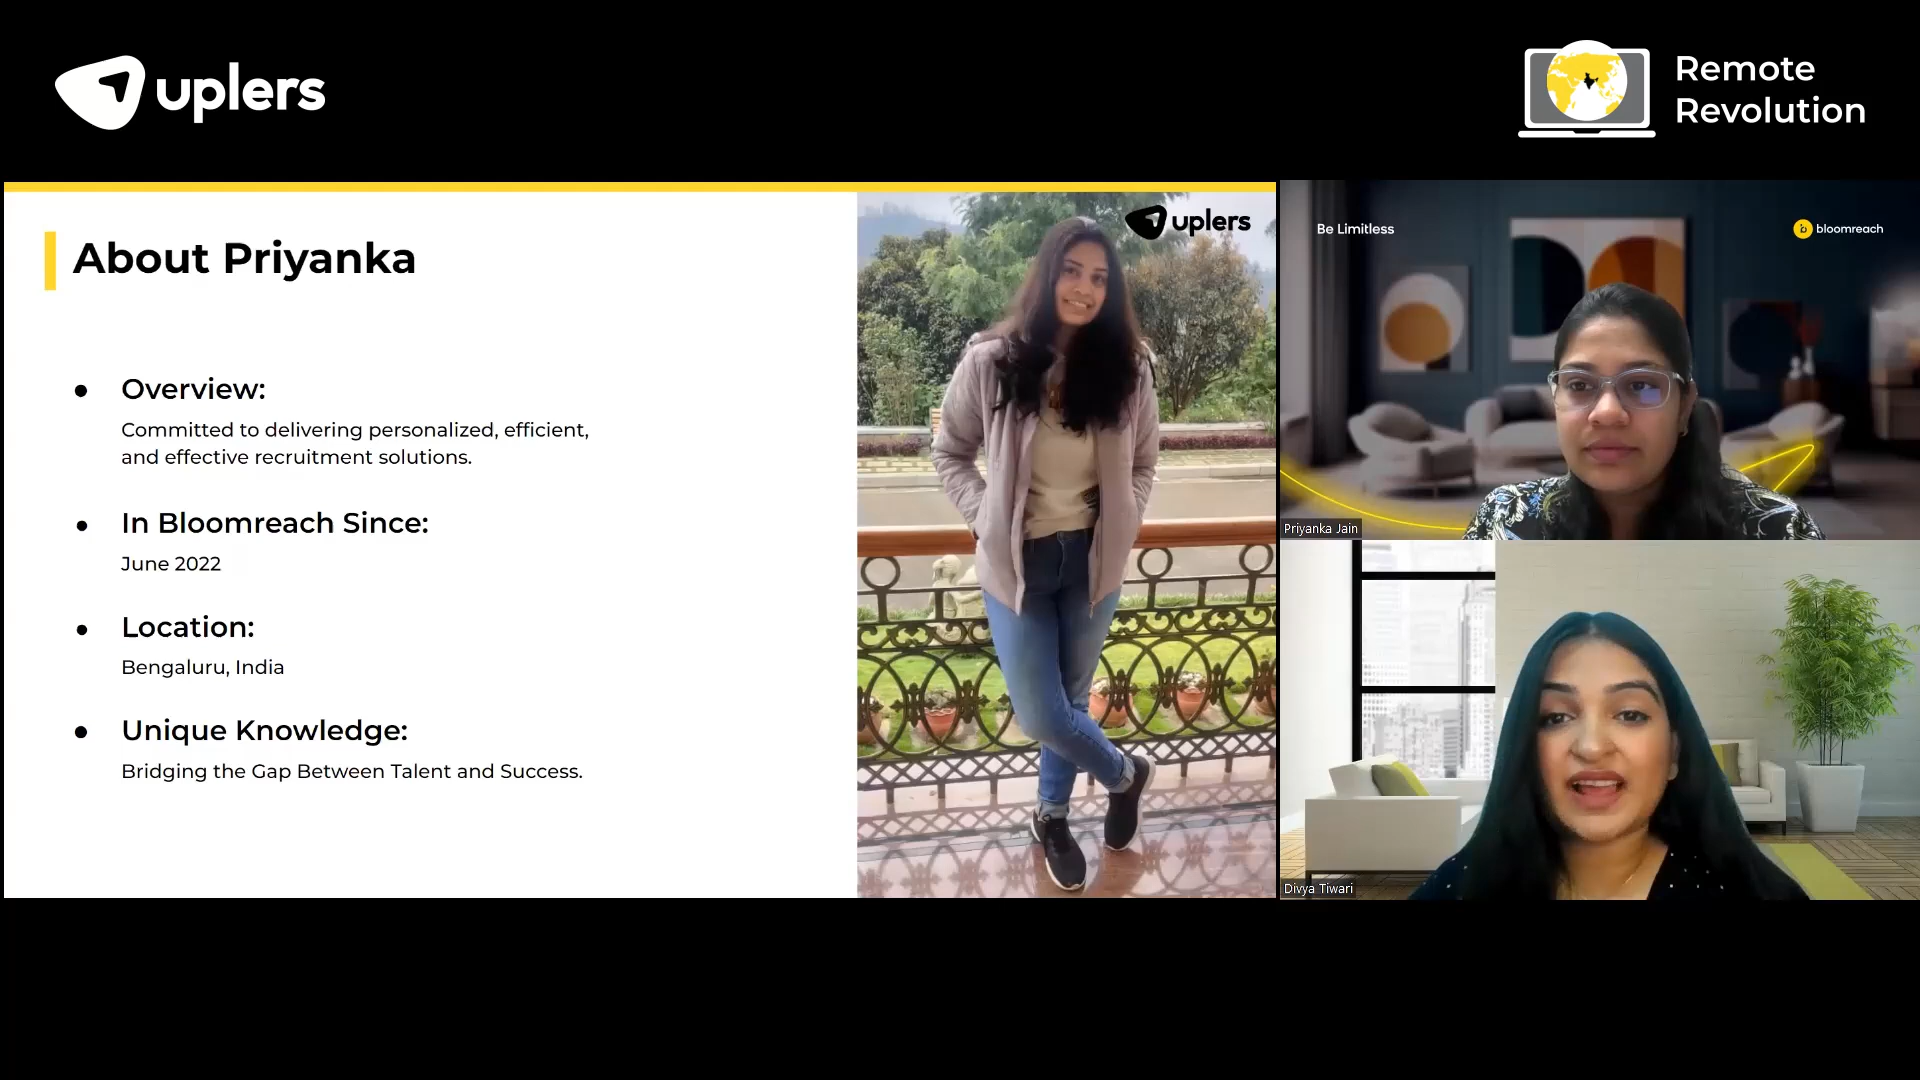 uplers
Remote
Revolution
About Priyanka
Overview:
Committed to delivering personalized, efficient,
and effective recruitment solutions.
In Bloomreach Since:
June 2022
Location:
Bengaluru, India
Unique Knowledge:
Bridging the Gap Between Talent and Success.
uplers
Be Limitless
bloomreach
Priyanka Jain
Divya Tiwari